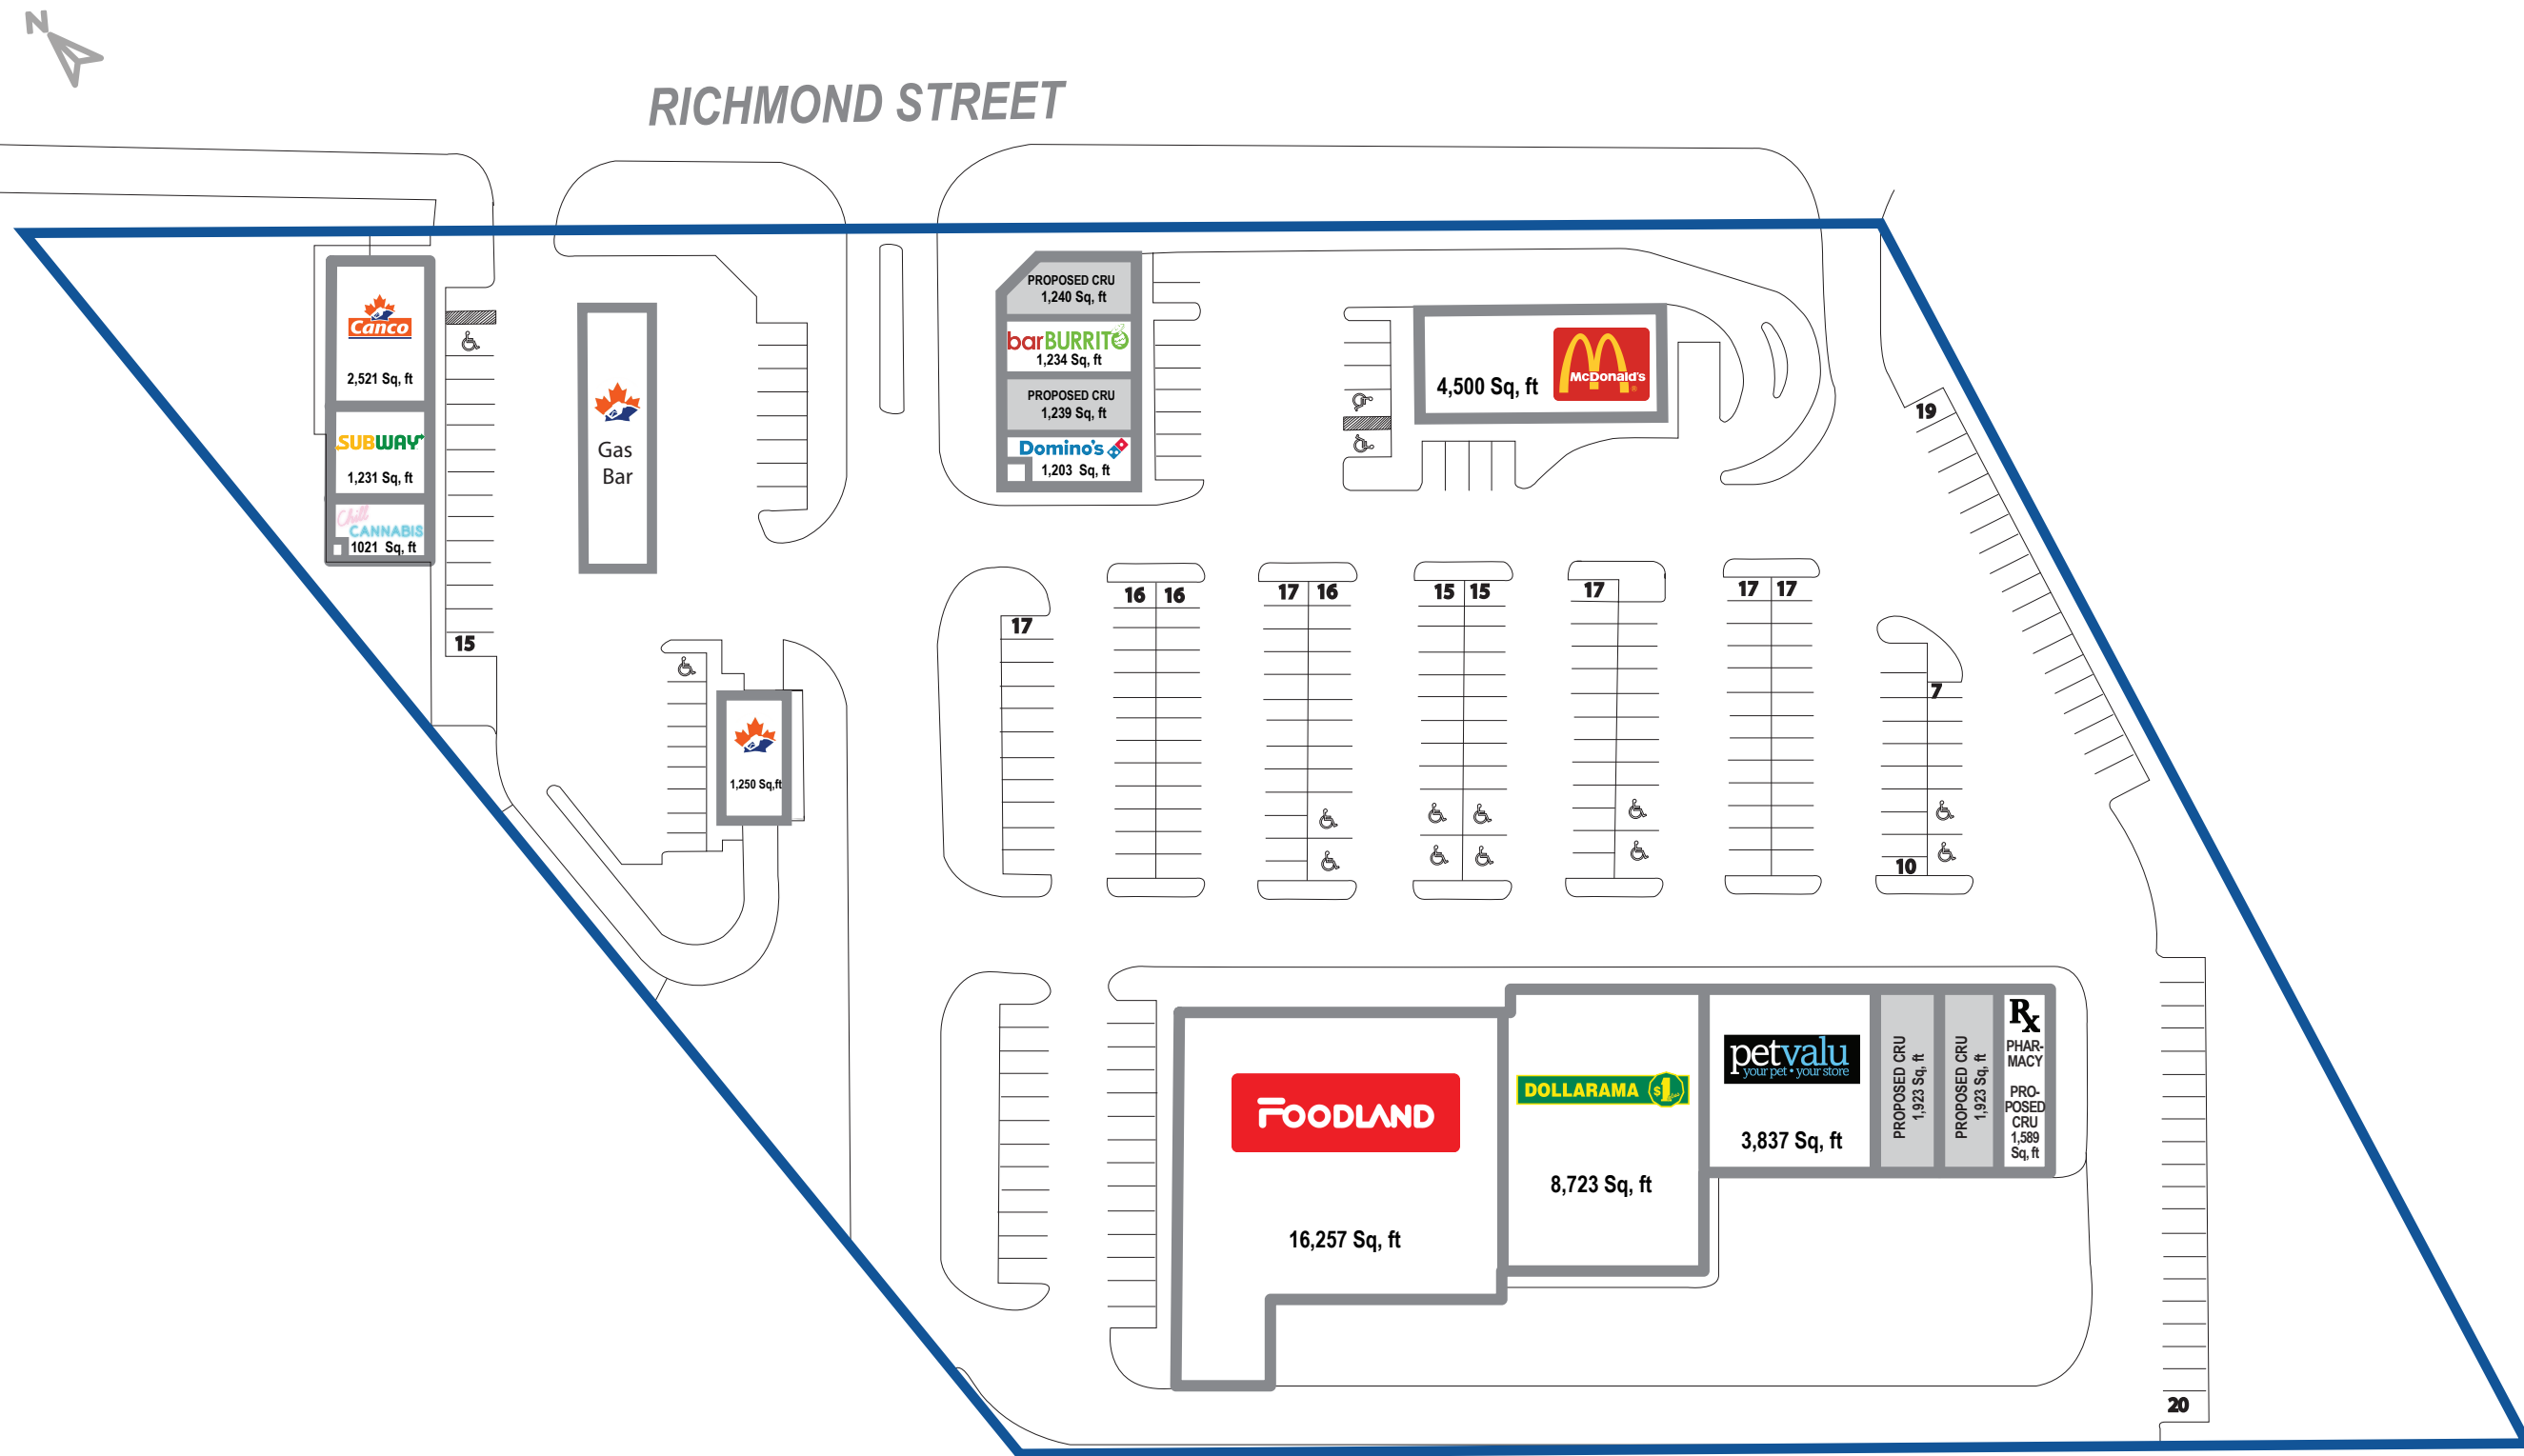 N
RICHMOND STREET
Canco
2,521 Sq, ft
SUBWAY
1,231 Sq, ft
Chill
CANNABIS
1021 Sq, ft
15
Gas
Bar
1,250 Sq,ft
PROPOSED CRU
1,240 Sq, ft
barBURRITO
1,234 Sq, ft
PROPOSED CRU
1,239 Sq, ft
Domino's
1,203 Sq, ft
4,500 Sq, ft
McDonald's
19
17
16 16
17 16
15 15
17
17 17
7
10
FOODLAND
16,257 Sq, ft
DOLLARAMA $1
8,723 Sq, ft
petvalu
your pet • your store
3,837 Sq, ft
PROPOSED CRU
1,923 Sq, ft
PROPOSED CRU
1,923 Sq, ft
Rx
PHAR-
MACY
PRO-
POSED
CRU
1,589
Sq, ft
20